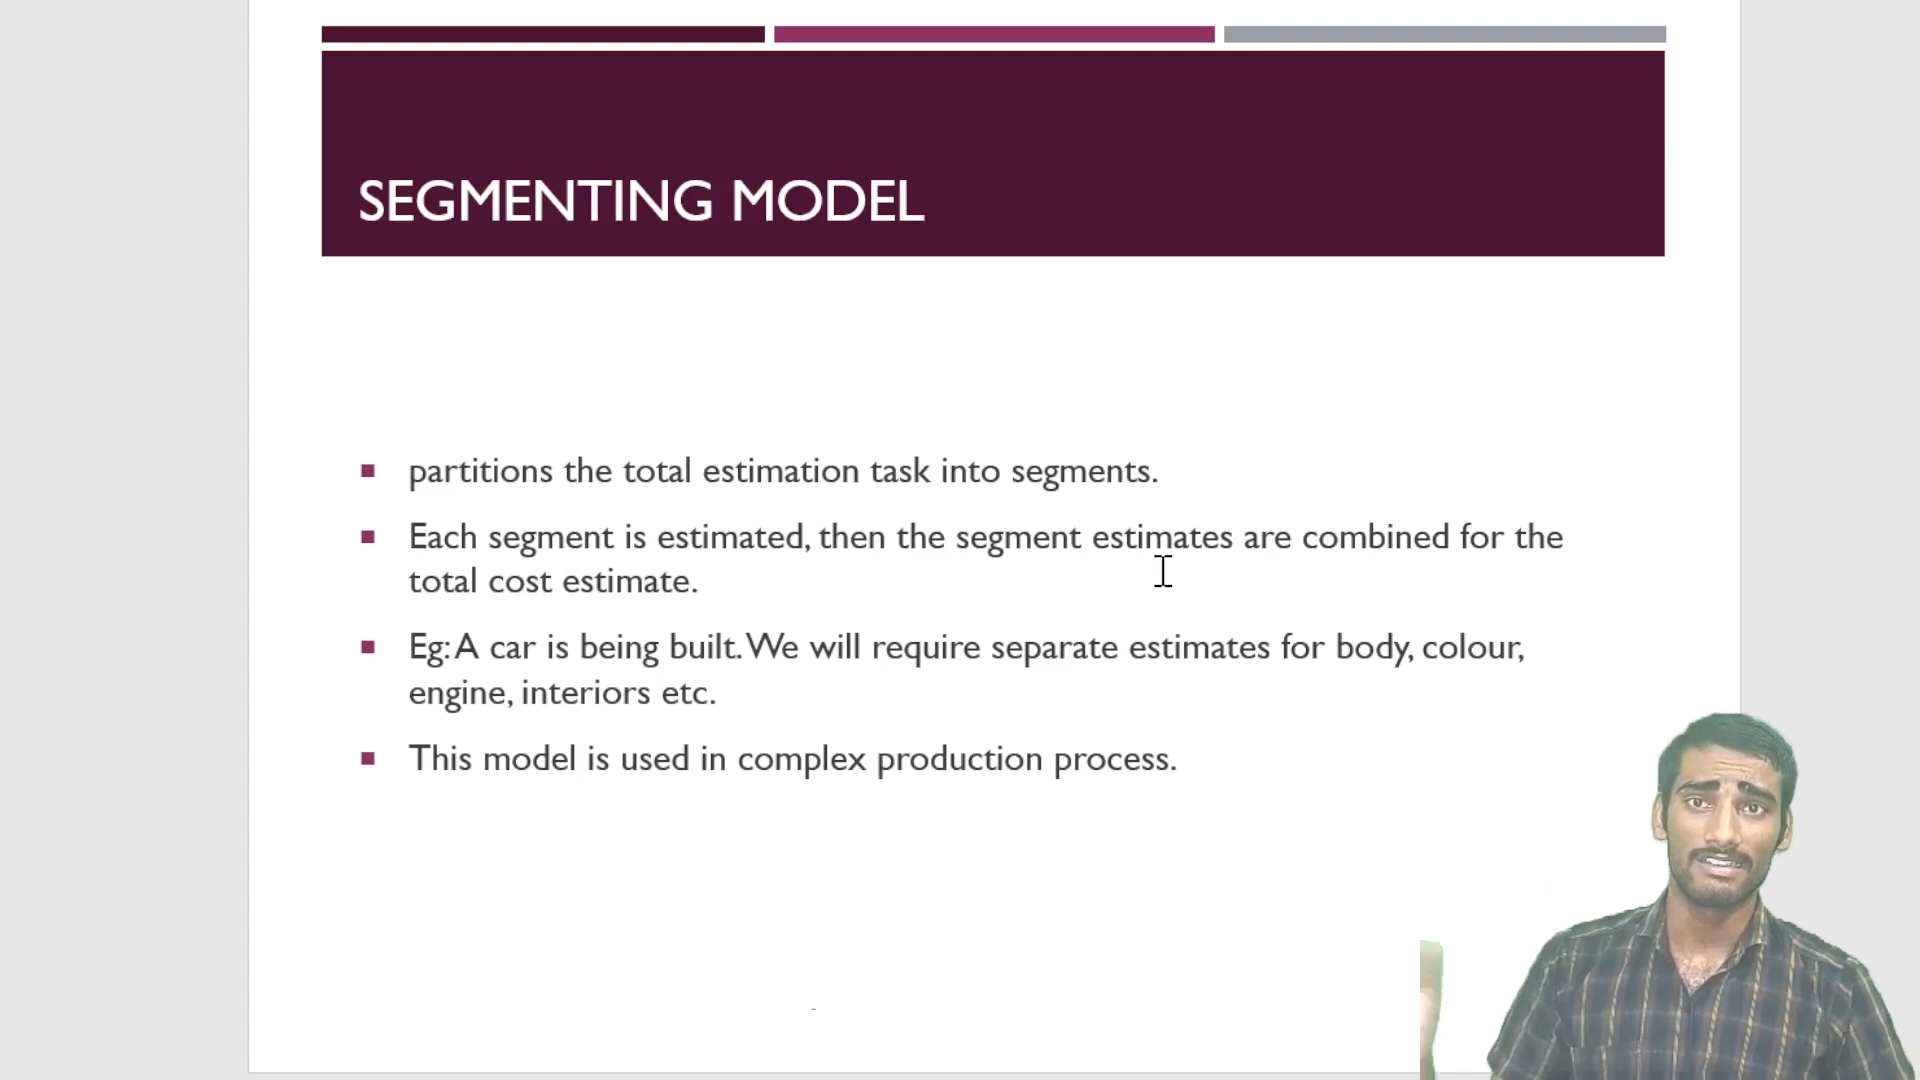 SEGMENTING MODEL
partitions the total estimation task into segments.
Each segment is estimated, then the segment estimates are combined for the
total cost estimate.
Eg: A car is being built. We will require separate estimates for body, colour,
engine, interiors etc.
This model is used in complex production process.